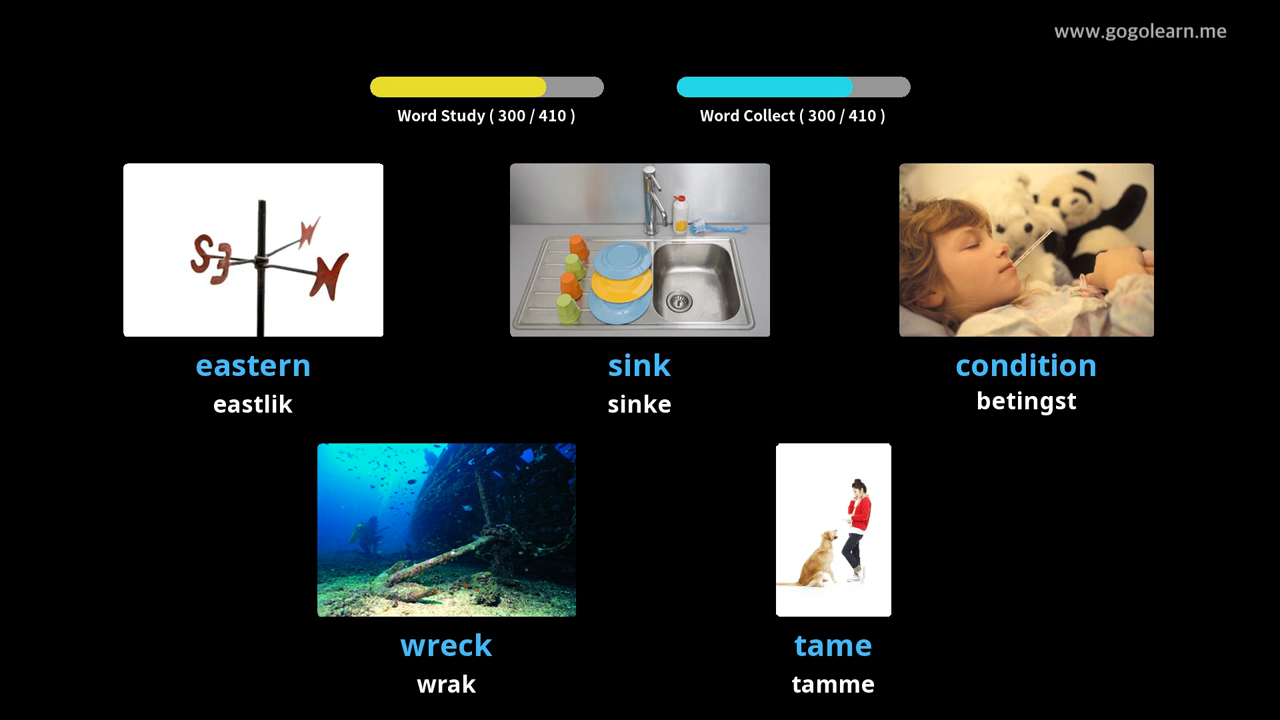 www.gogolearn.me
Word Study ( 300 / 410 )
Word Collect ( 300 / 410 )
eastern
eastlik
sink
sinke
condition
betingst
wreck
wrak
tame
tamme